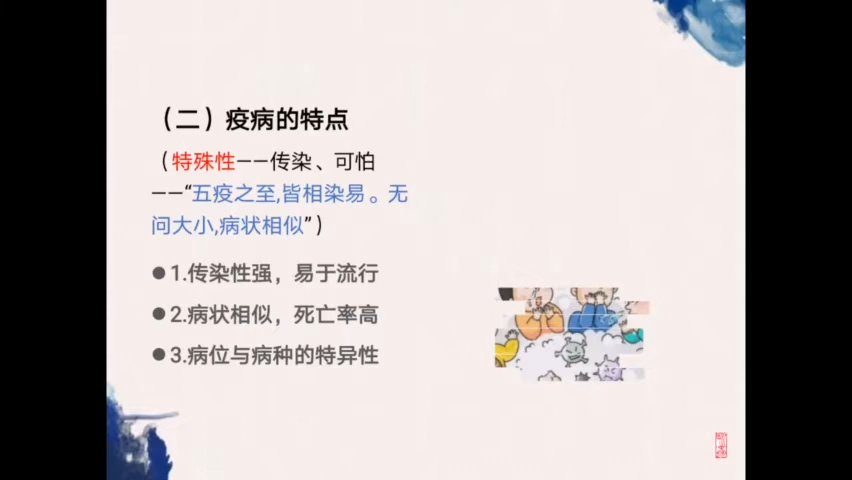 （二）疫病的特点
（特殊性——传染、可怕
——“五疫之至,皆相染易。无
问大小,病状相似”）
●1.传染性强，易于流行
●2.病状相似，死亡率高
●3.病位与病种的特异性